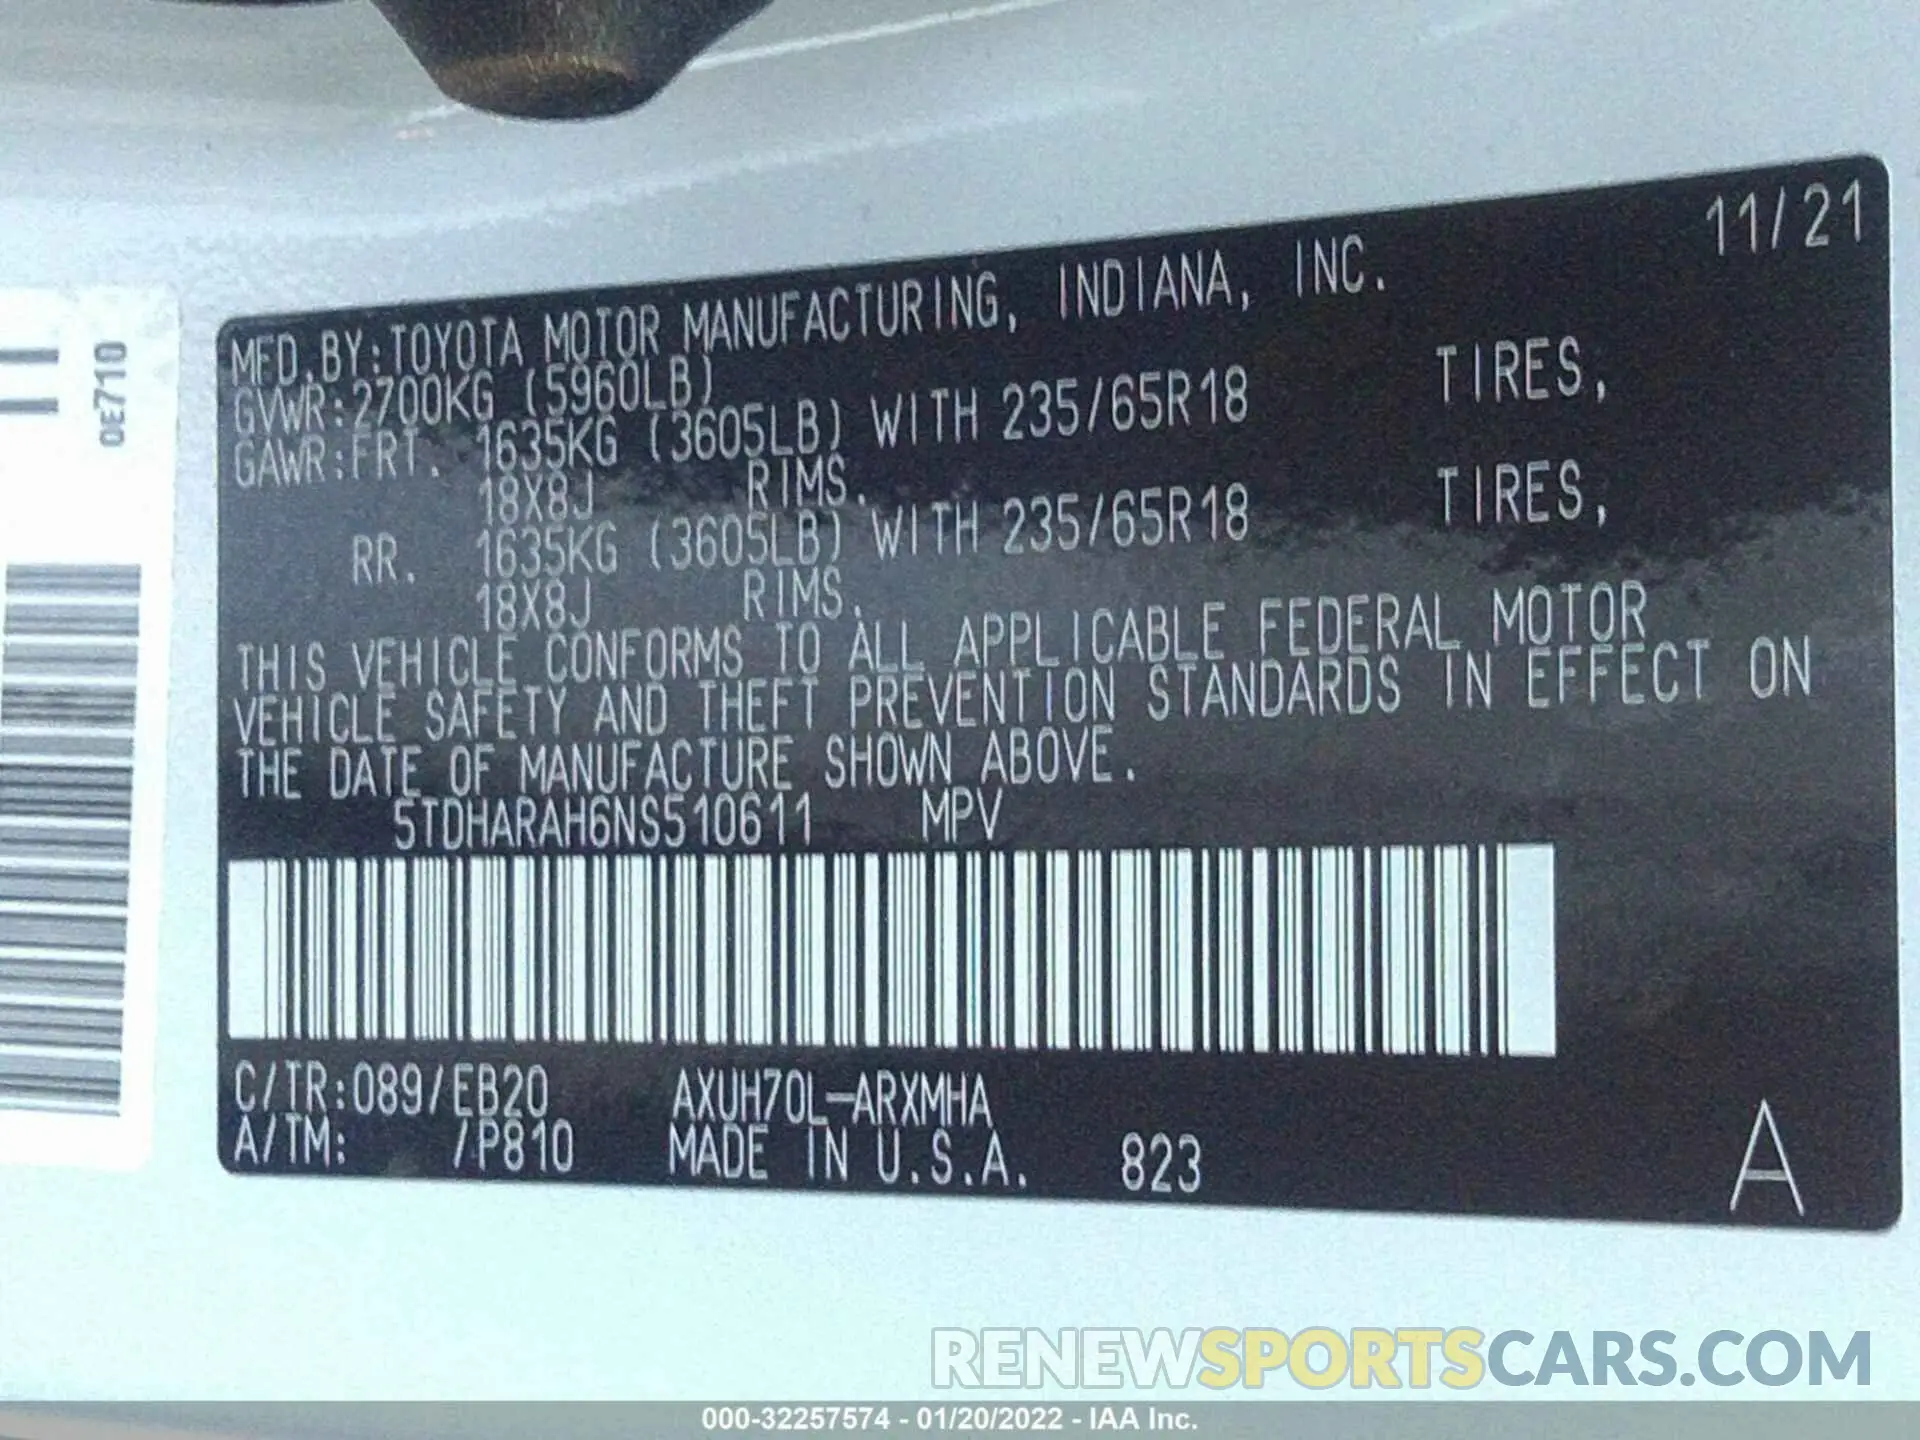 11/21
MFD.BY:TOYOTA MOTOR MANUFACTURING, INDIANA, INC.
GVWR:2700KG (5960LB)
GAWR:FRT. 1635KG (3605LB) WITH 235/65R18 TIRES,
18X8J RIMS.
RR. 1635KG (3605LB) WITH 235/65R18 TIRES,
18X8J RIMS.
THIS VEHICLE CONFORMS TO ALL APPLICABLE FEDERAL MOTOR
VEHICLE SAFETY AND THEFT PREVENTION STANDARDS IN EFFECT ON
THE DATE OF MANUFACTURE SHOWN ABOVE.
5TDHARAH6NS510611 MPV
C/TR:089/EB20 AXUH70L-ARXMHA
A/TM: /P810 MADE IN U.S.A. 823 A
0E710
RENEWSPORTSCARS.COM
000-32257574 - 01/20/2022 - IAA Inc.